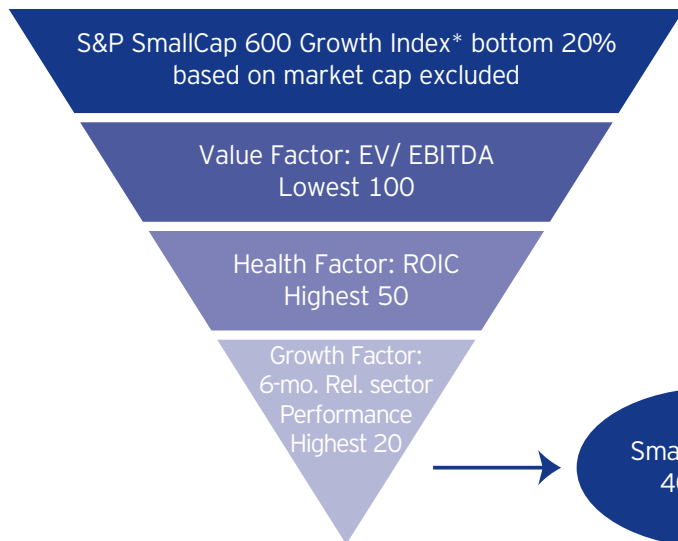 S&P SmallCap 600 Growth Index* bottom 20%
based on market cap excluded
Value Factor: EV/ EBITDA
Lowest 100
Health Factor: ROIC
Highest 50
Growth Factor:
6-mo. Rel. sector
Performance
Highest 20